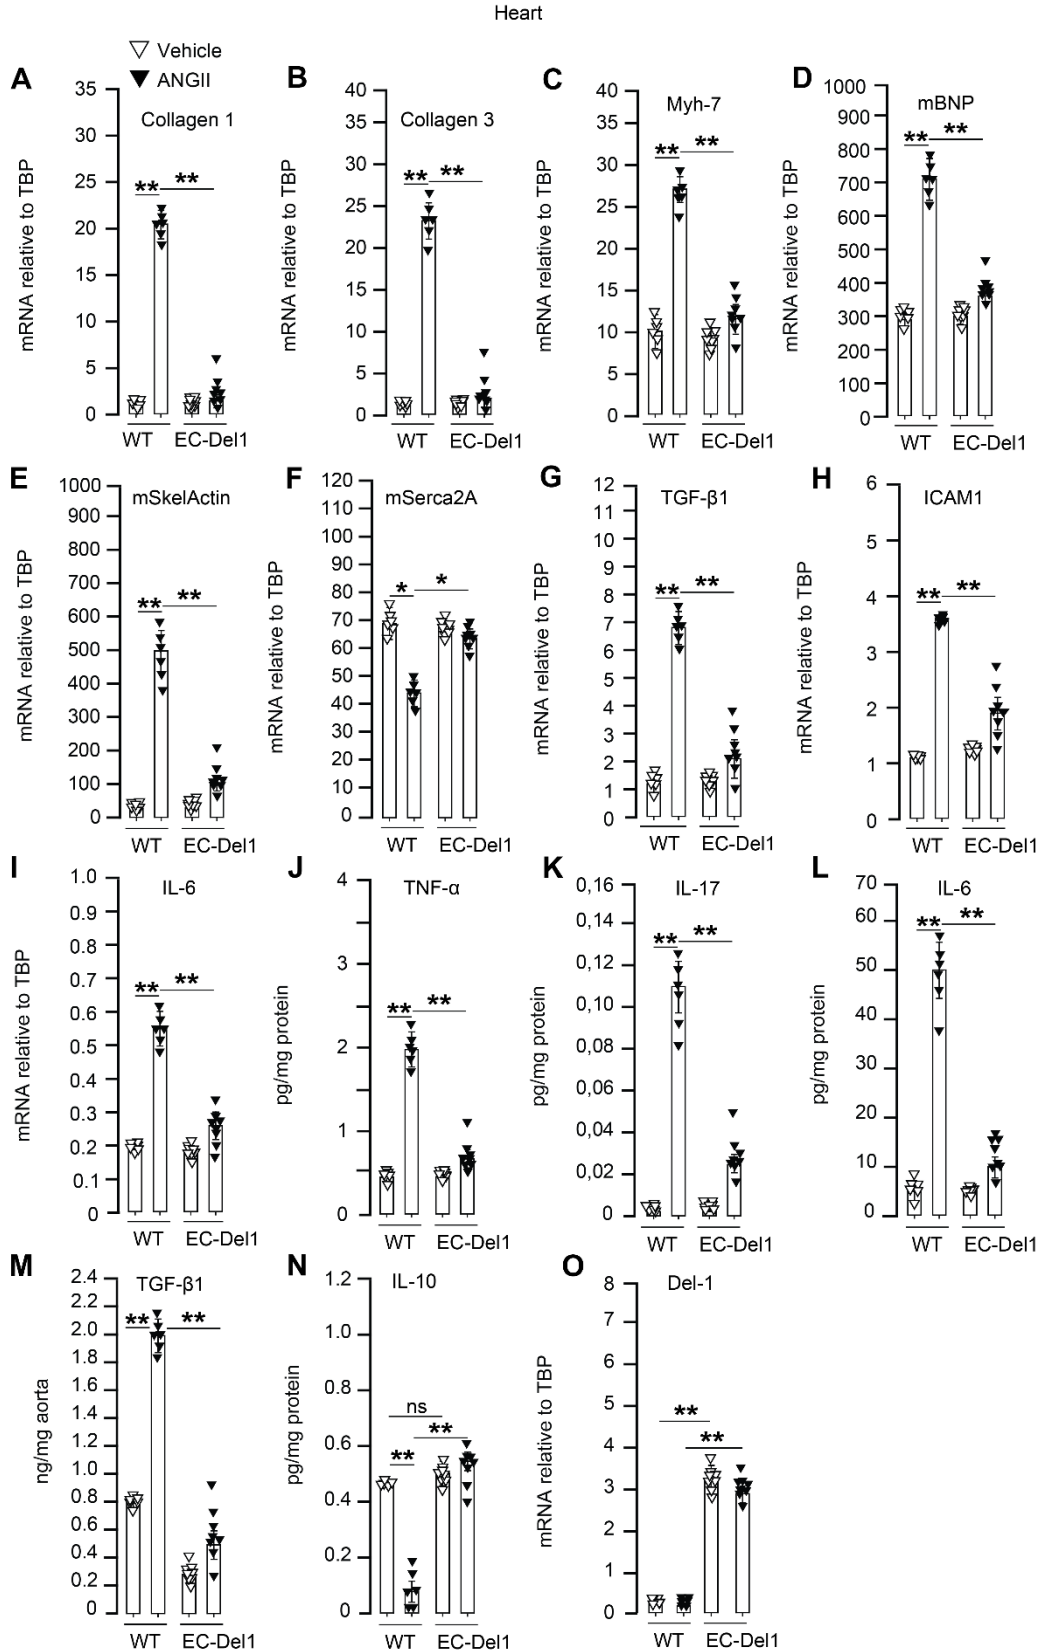 Heart
Vehicle
ANGII
A
Collagen 1
mRNA relative to TBP
35
30
25
20
15
10
5
0
**
**
WT
EC-Del1
B
Collagen 3
mRNA relative to TBP
40
35
30
25
20
15
10
5
0
**
**
WT
EC-Del1
C
Myh-7
mRNA relative to TBP
40
35
30
25
20
15
10
5
0
**
**
WT
EC-Del1
D
mBNP
mRNA relative to TBP
1000
900
800
700
600
500
400
300
200
100
0
**
**
WT
EC-Del1
E
mSkelActin
mRNA relative to TBP
1000
900
800
700
600
500
400
300
200
100
0
**
**
WT
EC-Del1
F
mSerca2A
mRNA relative to TBP
120
110
100
90
80
70
60
50
40
30
20
10
0
*
*
WT
EC-Del1
G
TGF-β1
mRNA relative to TBP
12
11
10
9
8
7
6
5
4
3
2
1
0
**
**
WT
EC-Del1
H
ICAM1
mRNA relative to TBP
6
5
4
3
2
1
0
**
**
WT
EC-Del1
I
IL-6
mRNA relative to TBP
1.0
0.9
0.8
0.7
0.6
0.5
0.4
0.3
0.2
0.1
0
**
**
WT
EC-Del1
J
TNF-α
pg/mg protein
4
3
2
1
0
**
**
WT
EC-Del1
K
IL-17
pg/mg protein
0,16
0,14
0,12
0,10
0,08
0,06
0,04
0,02
0
**
**
WT
EC-Del1
L
IL-6
pg/mg protein
70
60
50
40
30
20
10
0
**
**
WT
EC-Del1
M
TGF-β1
ng/mg aorta
2.4
2.2
2.0
1.8
1.6
1.4
1.2
1.0
0.8
0.6
0.4
0.2
0
**
**
WT
EC-Del1
N
IL-10
pg/mg protein
1.2
1.0
0.8
0.6
0.4
0.2
0
ns
**
**
WT
EC-Del1
O
Del-1
mRNA relative to TBP
8
7
6
5
4
3
2
1
0
**
**
WT
EC-Del1